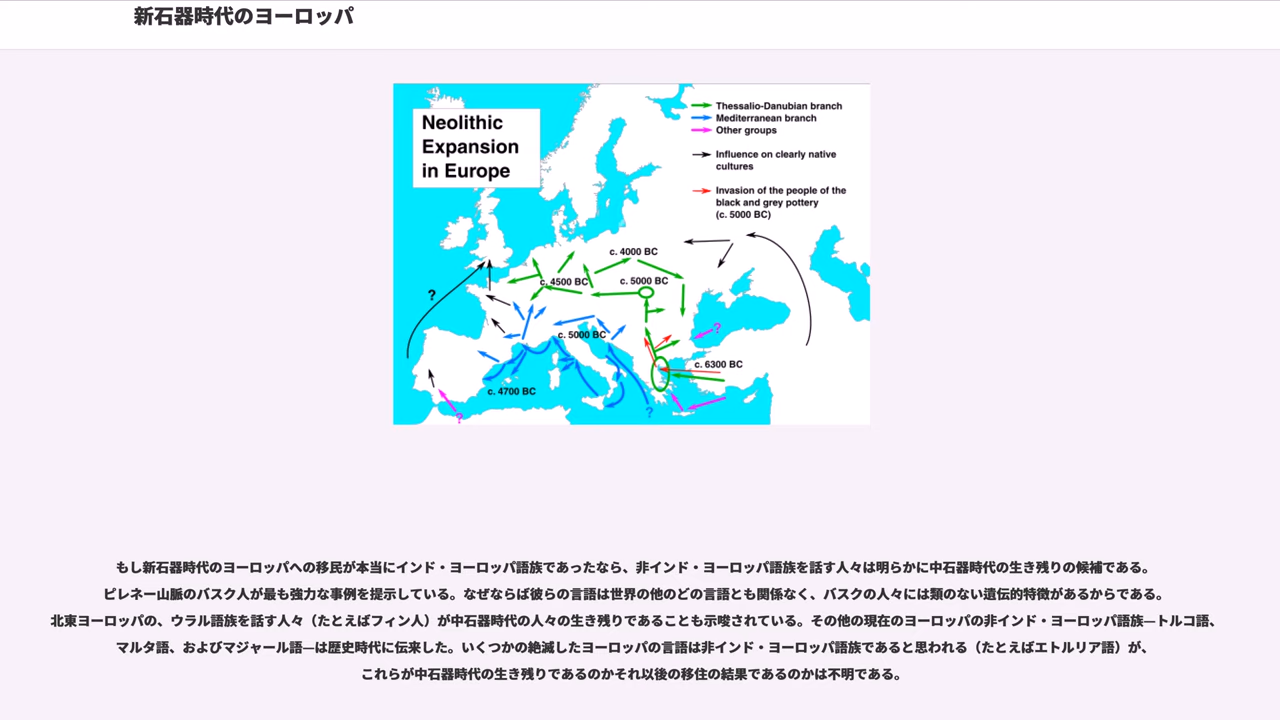 新石器時代のヨーロッパ
Neolithic
Expansion
in Europe
Thessalio-Danubian branch
Mediterranean branch
Other groups
Influence on clearly native
cultures
Invasion of the people of the
black and grey pottery
(c. 5000 BC)
c. 4000 BC
c. 4500 BC
c. 5000 BC
?
?
c. 5000 BC
c. 6300 BC
c. 4700 BC
?
?
もし新石器時代のヨーロッパへの移民が本当にインド・ヨーロッパ語族であったなら、非インド・ヨーロッパ語族を話す人々は明らかに中石器時代の生き残りの候補である。
ピレネー山脈のバスク人が最も強力な事例を提示している。なぜならば彼らの言語は世界の他のどの言語とも関係なく、バスクの人々には類のない遺伝的特徴があるからである。
北東ヨーロッパの、ウラル語族を話す人々（たとえばフィン人）が中石器時代の人々の生き残りであることも示唆されている。その他の現在のヨーロッパの非インド・ヨーロッパ語族―トルコ語、
マルタ語、およびマジャール語―は歴史時代に伝来した。いくつかの絶滅したヨーロッパの言語は非インド・ヨーロッパ語族であると思われる（たとえばエトルリア語）が、
これらが中石器時代の生き残りであるのかそれ以後の移住の結果であるのかは不明である。